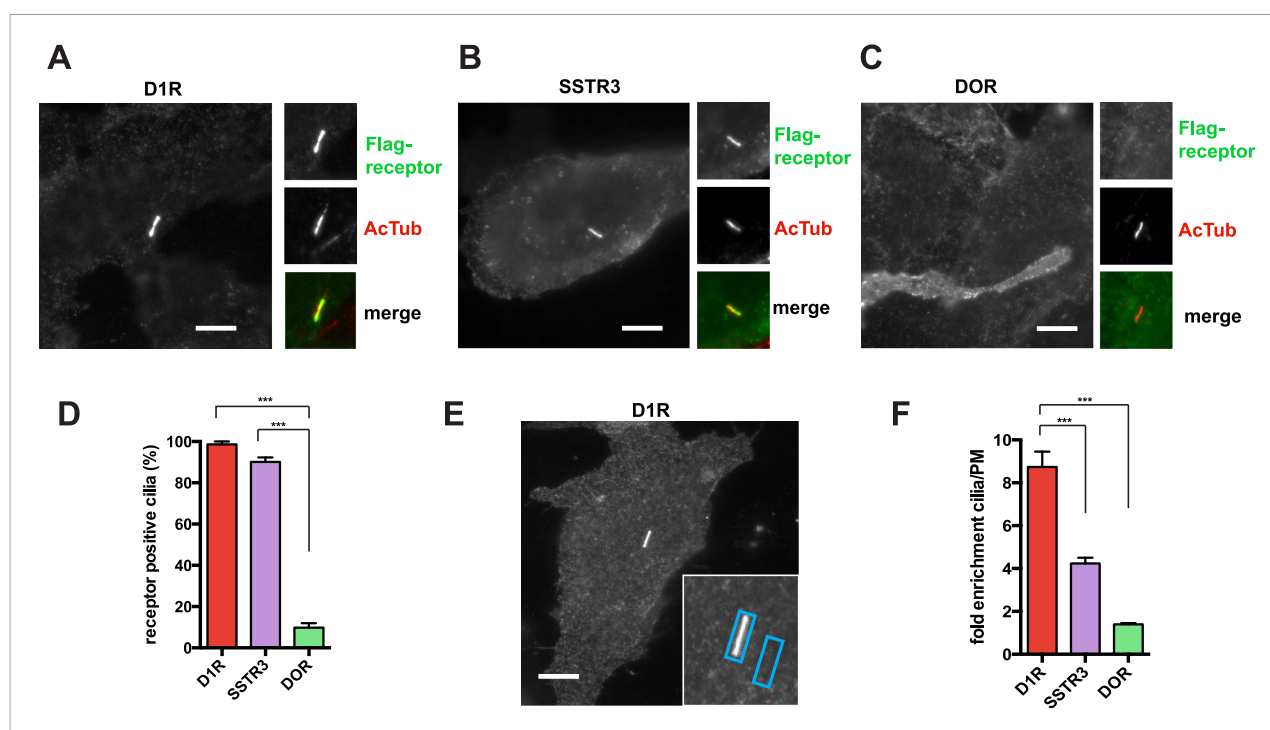 A
D1R
Flag-
receptor
AcTub
merge
B
SSTR3
Flag-
receptor
AcTub
merge
C
DOR
Flag-
receptor
AcTub
merge
D
***
***
receptor positive cilia (%)
100
80
60
40
20
0
D1R
SSTR3
DOR
E
D1R
F
***
***
fold enrichment cilia/PM
10
8
6
4
2
0
D1R
SSTR3
DOR